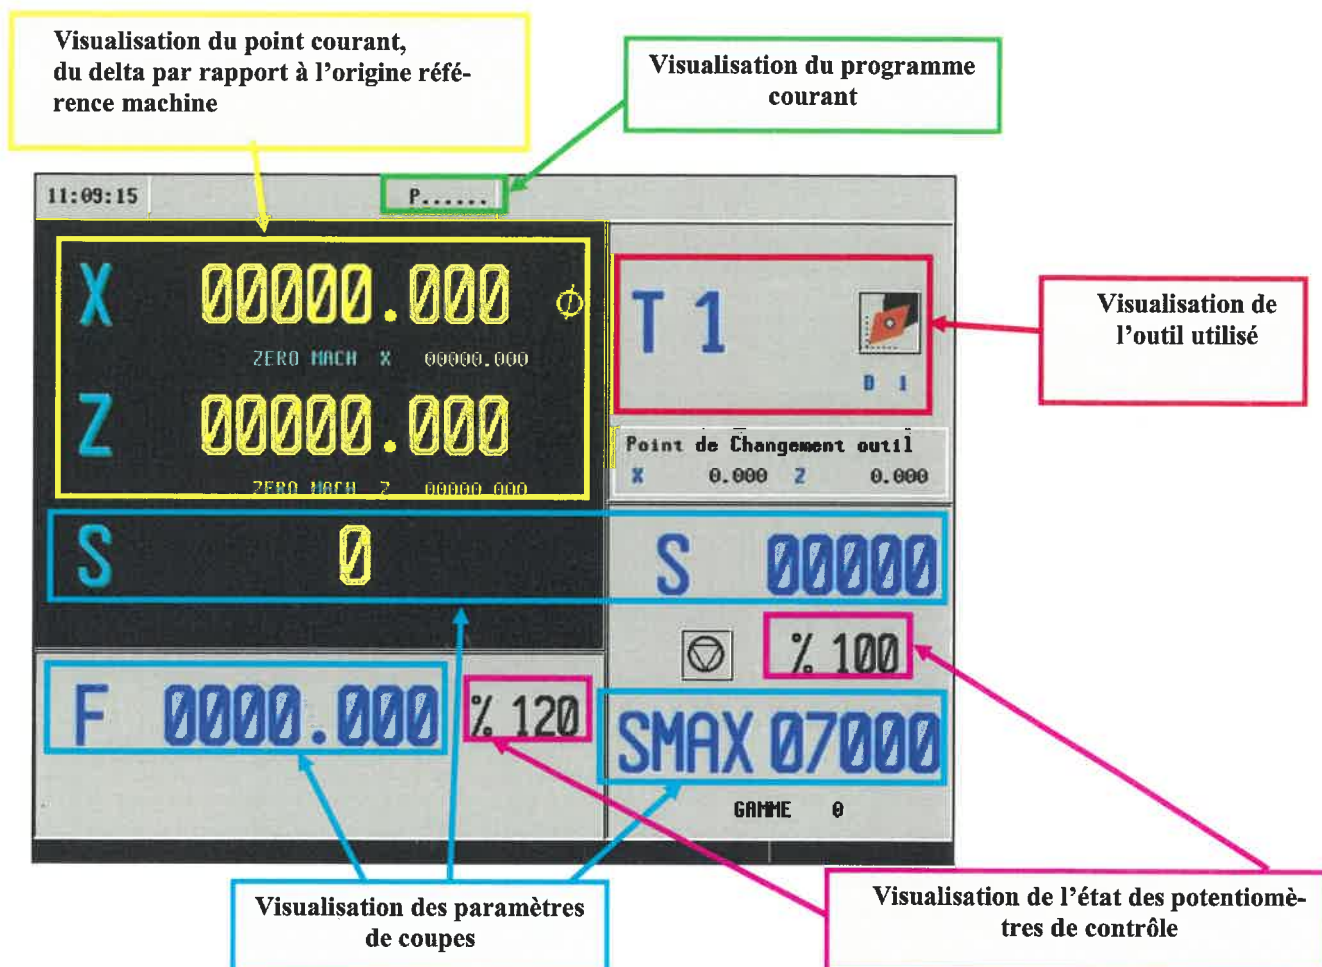 Visualisation du point courant,
du delta par rapport à l'origine réfé-
rence machine
Visualisation du programme
courant
11:09:15
P......
X 00000.000 ϕ
ZERO MACH X 00000.000
Z 00000.000
ZERO MACH Z 00000.000
S 0
T 1
D 1
Visualisation de
l'outil utilisé
Point de Changement outil
X 0.000 Z 0.000
S 00000
% 100
F 0000.000 % 120
SMAX 07000
GAMME 0
Visualisation des paramètres
de coupes
Visualisation de l'état des potentiomè-
tres de contrôle